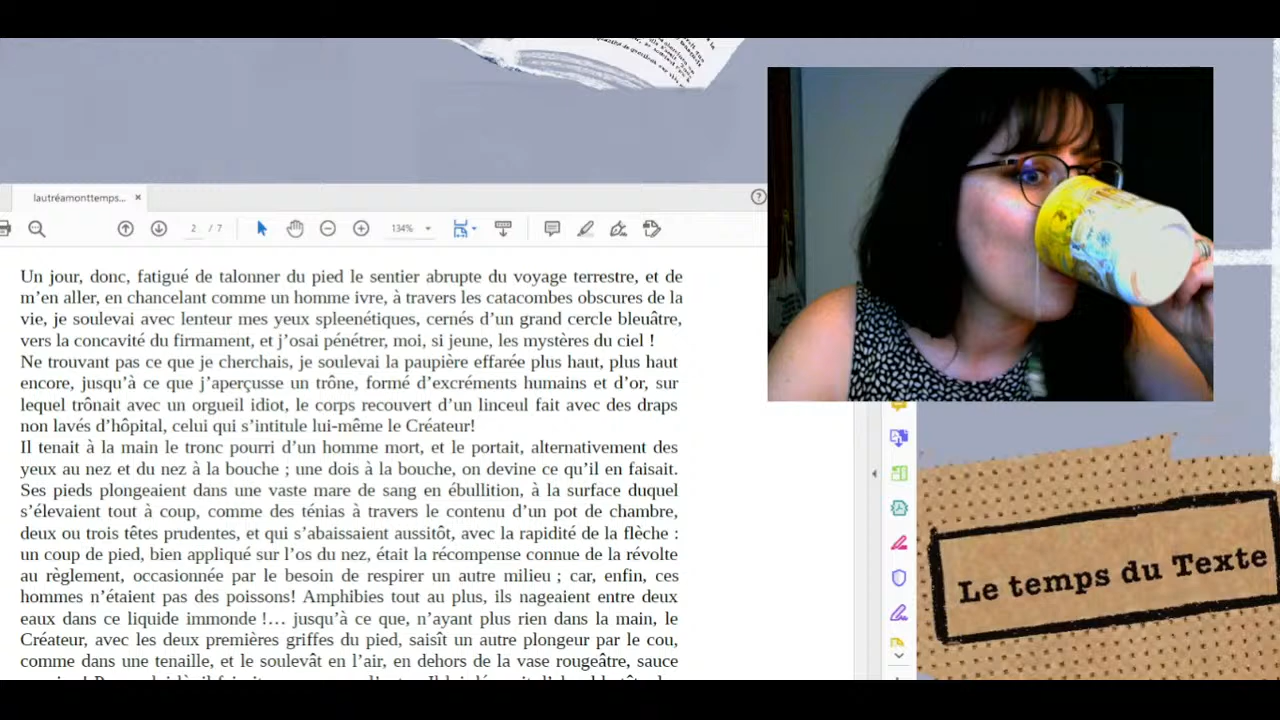 lautréamonttemps...
2 / 7
134%
Un jour, donc, fatigué de talonner du pied le sentier abrupte du voyage terrestre, et de
m’en aller, en chancelant comme un homme ivre, à travers les catacombes obscures de la
vie, je soulevai avec lenteur mes yeux spleenétiques, cernés d’un grand cercle bleuâtre,
vers la concavité du firmament, et j’osai pénétrer, moi, si jeune, les mystères du ciel !
Ne trouvant pas ce que je cherchais, je soulevai la paupière effarée plus haut, plus haut
encore, jusqu’à ce que j’aperçusse un trône, formé d’excréments humains et d’or, sur
lequel trônait avec un orgueil idiot, le corps recouvert d’un linceul fait avec des draps
non lavés d’hôpital, celui qui s’intitule lui-même le Créateur!
Il tenait à la main le tronc pourri d’un homme mort, et le portait, alternativement des
yeux au nez et du nez à la bouche ; une dois à la bouche, on devine ce qu’il en faisait.
Ses pieds plongeaient dans une vaste mare de sang en ébullition, à la surface duquel
s’élevaient tout à coup, comme des ténias à travers le contenu d’un pot de chambre,
deux ou trois têtes prudentes, et qui s’abaissaient aussitôt, avec la rapidité de la flèche :
un coup de pied, bien appliqué sur l’os du nez, était la récompense connue de la révolte
au règlement, occasionnée par le besoin de respirer un autre milieu ; car, enfin, ces
hommes n’étaient pas des poissons! Amphibies tout au plus, ils nageaient entre deux
eaux dans ce liquide immonde !… jusqu’à ce que, n’ayant plus rien dans la main, le
Créateur, avec les deux premières griffes du pied, saisît un autre plongeur par le cou,
comme dans une tenaille, et le soulevât en l’air, en dehors de la vase rougeâtre, sauce
Le temps du Texte